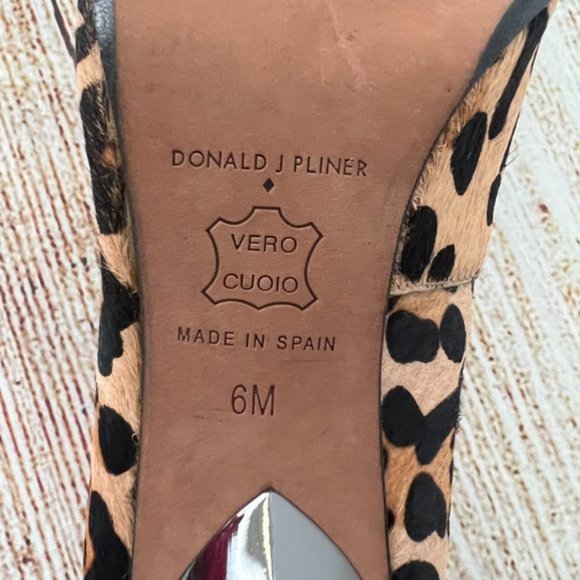 DONALD J PLINER
VERO
CUOIO
MADE IN SPAIN
6M